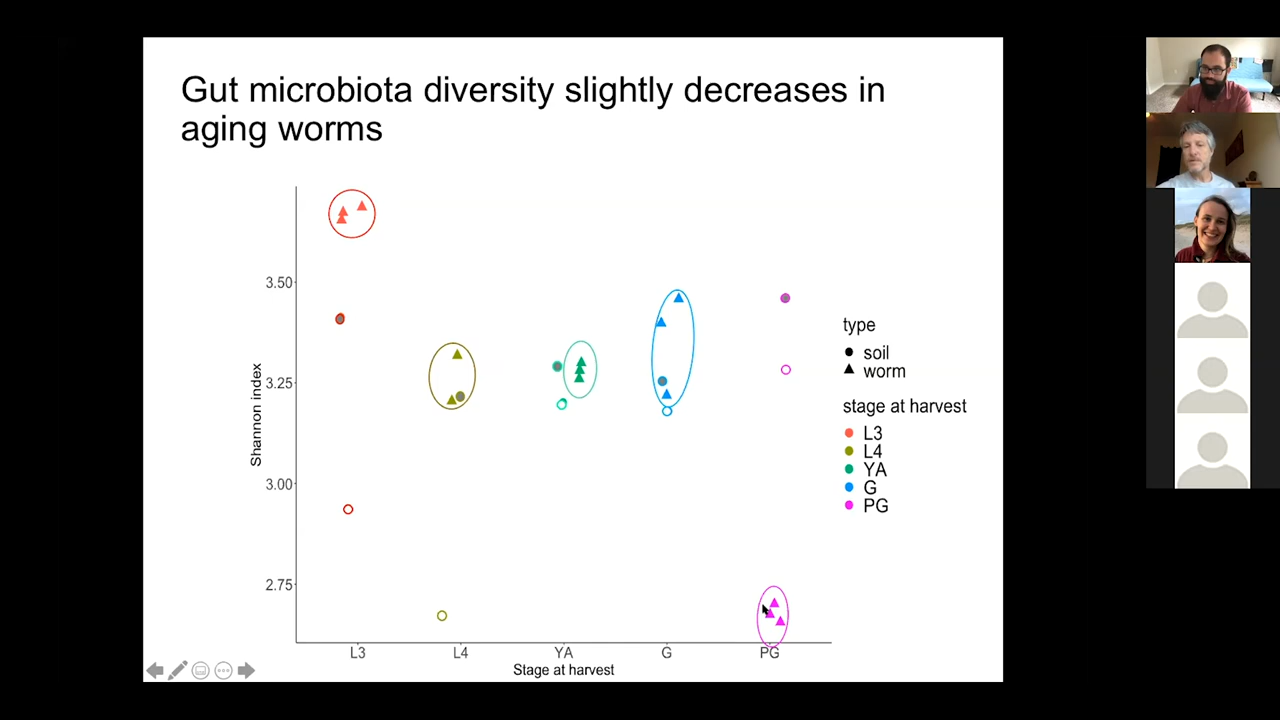 Gut microbiota diversity slightly decreases in
aging worms
Shannon index
3.50
3.25
3.00
2.75
L3
L4
YA
G
PG
Stage at harvest
type
soil
worm
stage at harvest
L3
L4
YA
G
PG